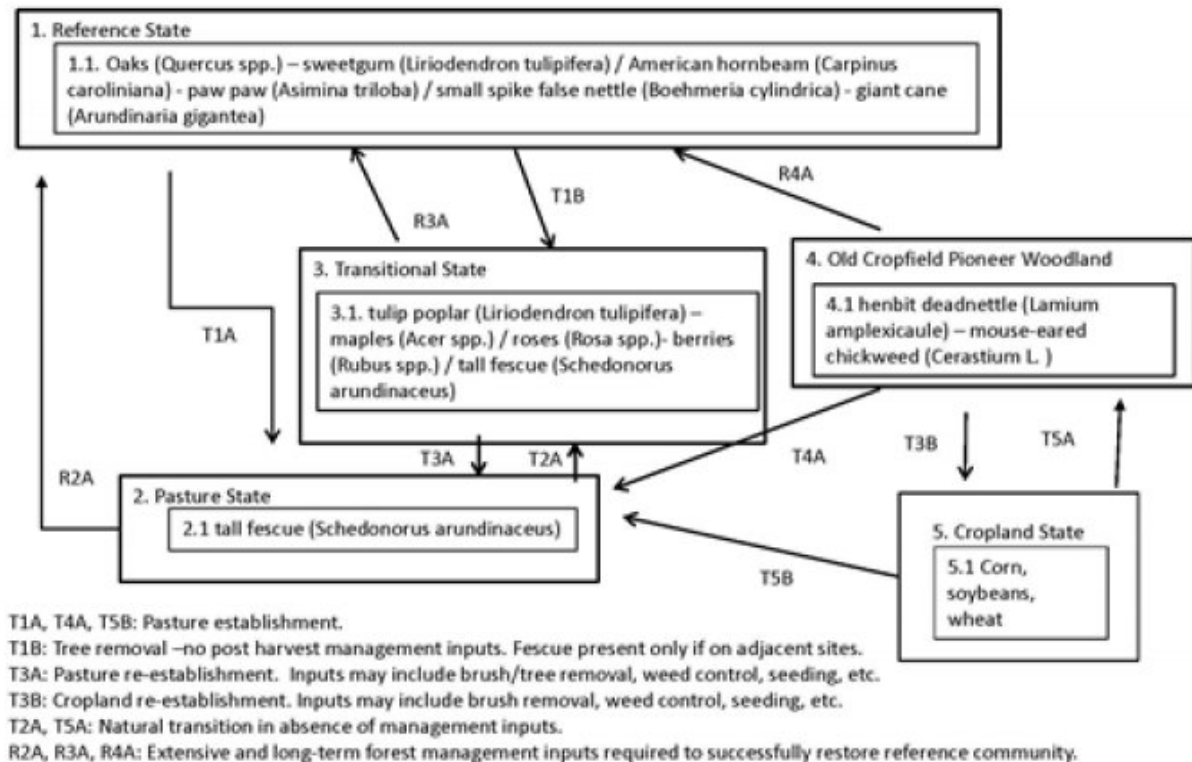 1. Reference State
1.1. Oaks (Quercus spp.) – sweetgum (Liriodendron tulipifera) / American hornbeam (Carpinus
caroliniana) - paw paw (Asimina triloba) / small spike false nettle (Boehmeria cylindrica) - giant cane
(Arundinaria gigantea)
R4A
T1B
R3A
3. Transitional State
3.1. tulip poplar (Liriodendron tulipifera) –
maples (Acer spp.) / roses (Rosa spp.)- berries
(Rubus spp.) / tall fescue (Schedonorus
arundinaceus)
4. Old Cropfield Pioneer Woodland
4.1 henbit deadnettle (Lamium
amplexicaule) – mouse-eared
chickweed (Cerastium L. )
T1A
T3A
T2A
T4A
T3B
T5A
R2A
2. Pasture State
2.1 tall fescue (Schedonorus arundinaceus)
T5B
5. Cropland State
5.1 Corn,
soybeans,
wheat
T1A, T4A, T5B: Pasture establishment.
T1B: Tree removal –no post harvest management inputs. Fescue present only if on adjacent sites.
T3A: Pasture re-establishment.  Inputs may include brush/tree removal, weed control, seeding, etc.
T3B: Cropland re-establishment. Inputs may include brush removal, weed control, seeding, etc.
T2A, T5A: Natural transition in absence of management inputs.
R2A, R3A, R4A: Extensive and long-term forest management inputs required to successfully restore reference community.